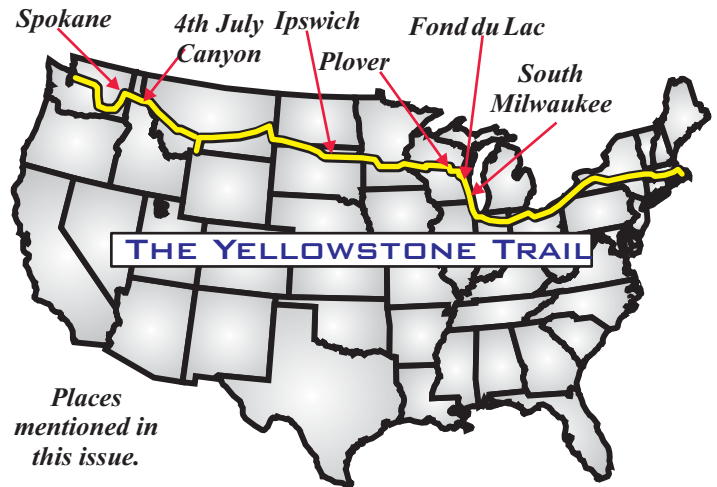 Spokane
4th July
Canyon
Ipswich
Plover
Fond du Lac
South
Milwaukee
THE YELLOWSTONE TRAIL
Places
mentioned in
this issue.